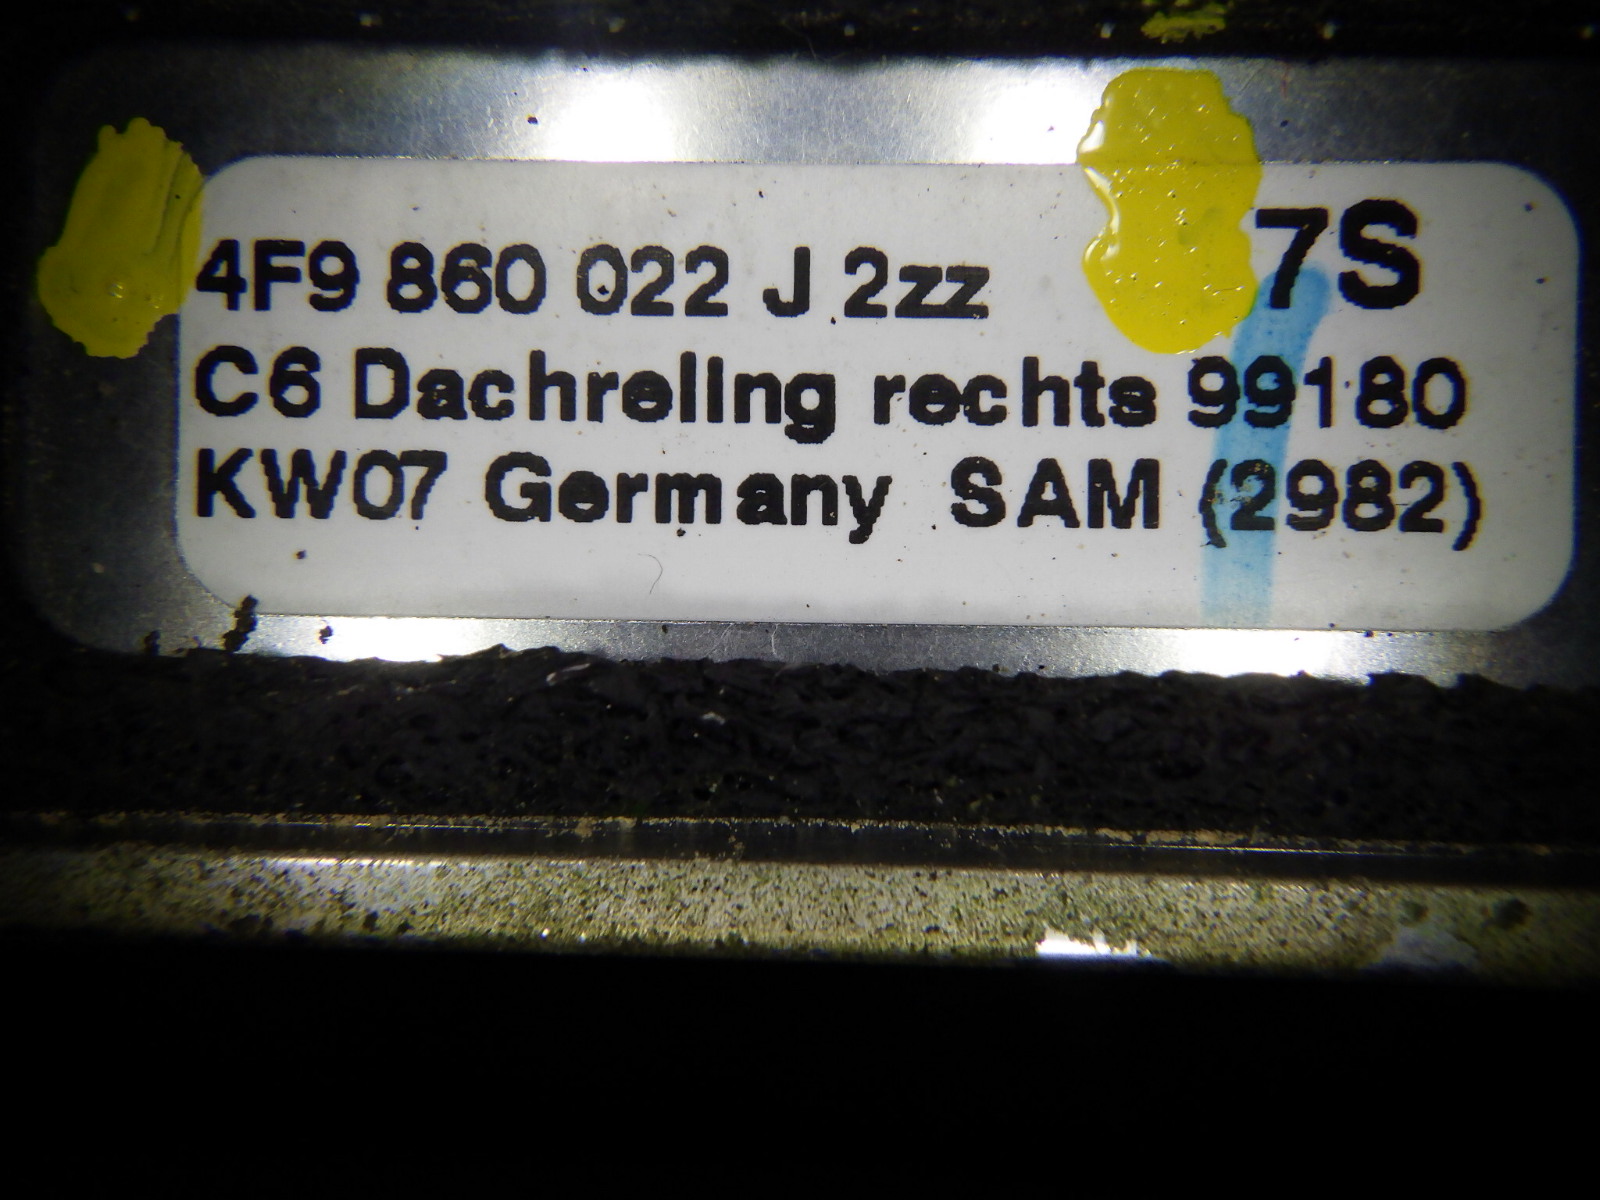 4F9 860 022 J 2zz 7S
C6 Dachreling rechts 99180
KW07 Germany SAM (2982)